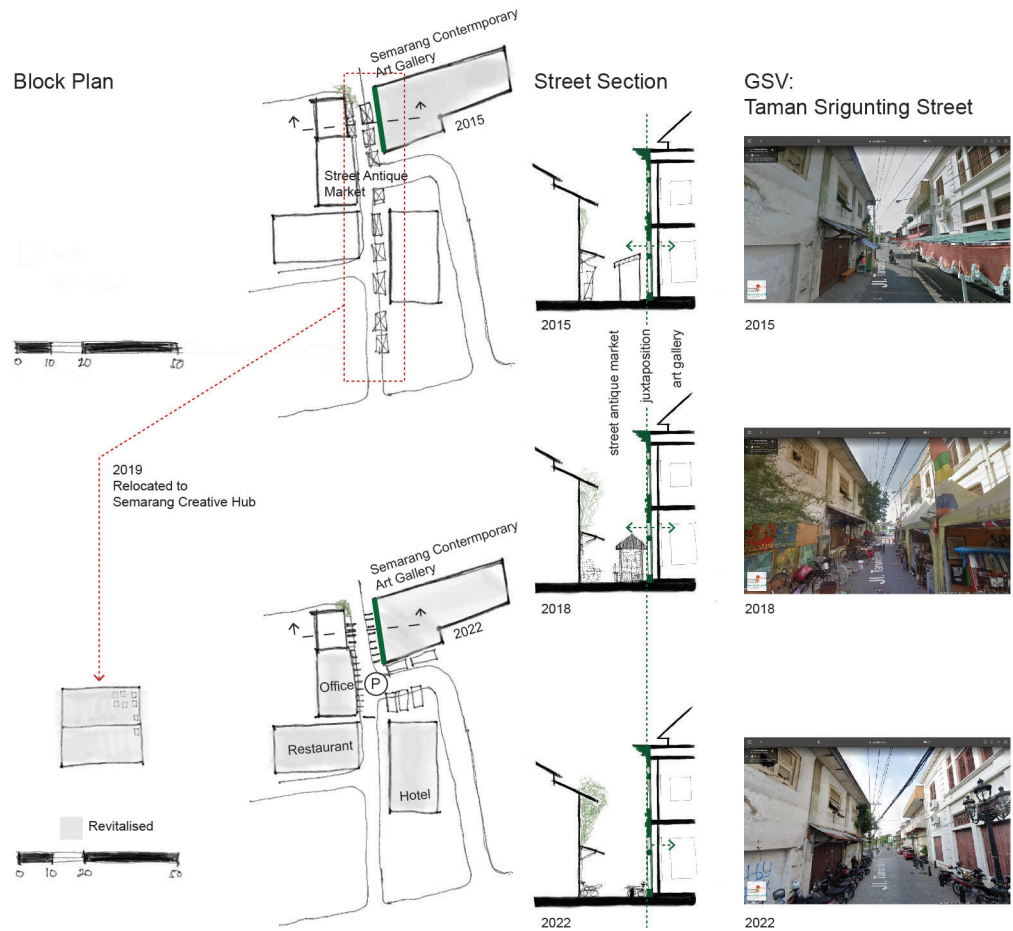 Block Plan
Semarang Contermporary
Art Gallery
2015
Street Antique
Market
0 10 20 50
2019
Relocated to
Semarang Creative Hub
Semarang Contermporary
Art Gallery
2022
Office
P
Restaurant
Hotel
Revitalised
0 10 20 50
Street Section
2015
street antique market
juxtaposition
art gallery
2018
2022
GSV:
Taman Srigunting Street
2015
2018
2022